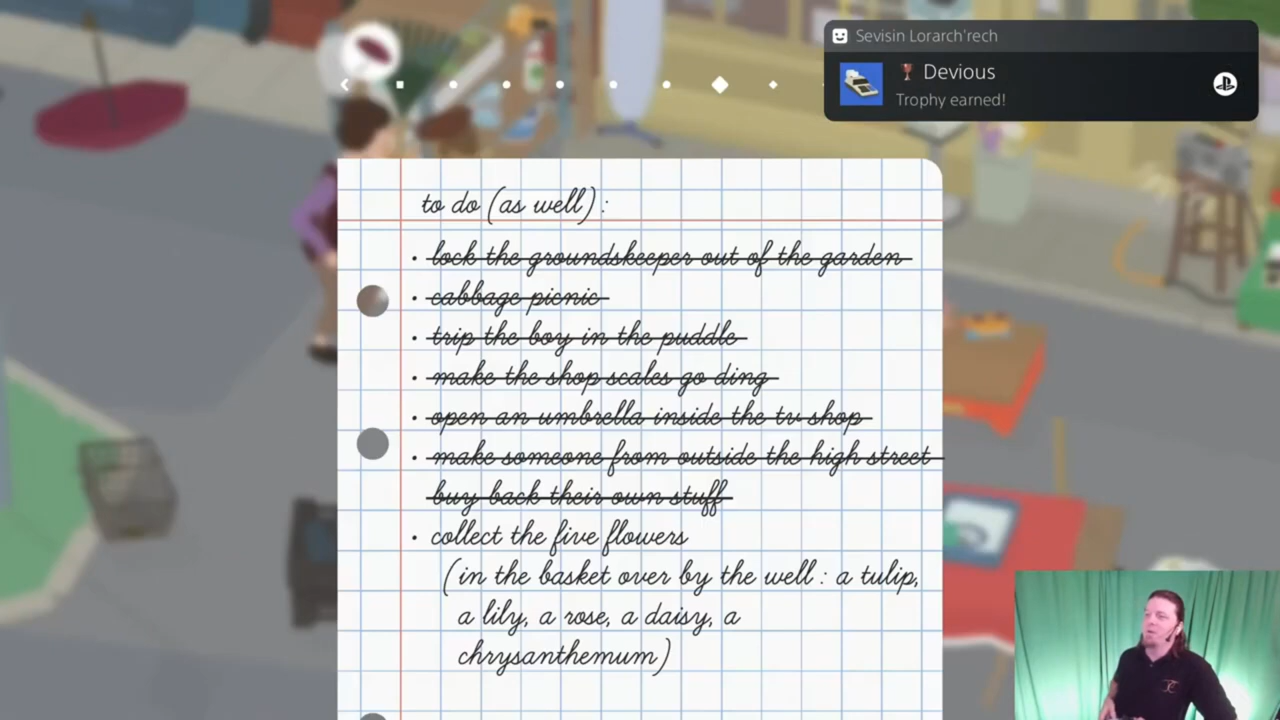 Sevisin Lorarch'rech
Devious
Trophy earned!
to do (as well):
• lock the groundskeeper out of the garden
• cabbage picnic
• trip the boy in the puddle
• make the shop scales go ding
• open an umbrella inside the tv shop
• make someone from outside the high street
buy back their own stuff
• collect the five flowers
(in the basket over by the well: a tulip,
a lily, a rose, a daisy, a
chrysanthemum)